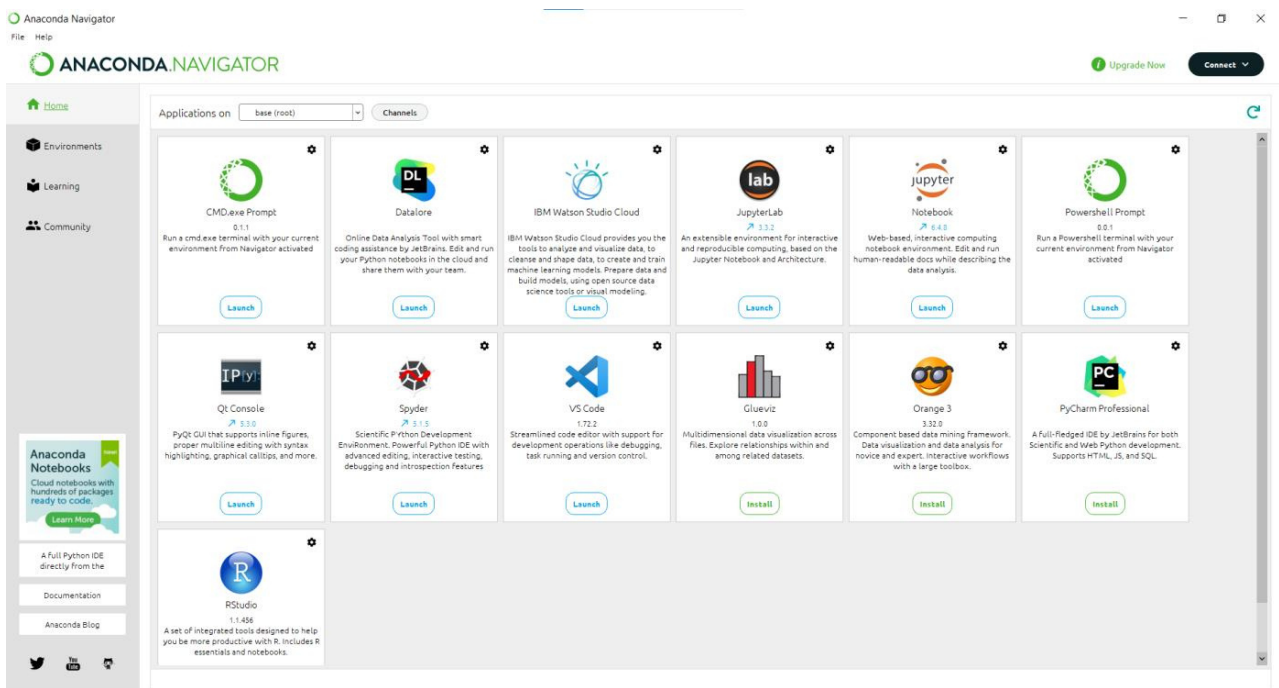 Anaconda Navigator
File Help
ANACONDA.NAVIGATOR
Upgrade Now
Connect
Home
Environments
Learning
Community
Applications on
base (root)
Channels
CMD.exe Prompt
0.1.1
Run a cmd.exe terminal with your current
environment from Navigator activated
Launch
DL
Datalore
Online Data Analysis Tool with smart
coding assistance by JetBrains. Edit and run
your Python notebooks in the cloud and
share them with your team.
Launch
IBM Watson Studio Cloud
IBM Watson Studio Cloud provides you the
tools to analyze and visualize data, to
cleanse and shape data, to create and train
machine learning models. Prepare data and
build models, using open source data
science tools or visual modeling.
Launch
lab
JupyterLab
3.3.2
An extensible environment for interactive
and reproducible computing, based on the
Jupyter Notebook and Architecture.
Launch
jupyter
Notebook
6.4.8
Web-based, interactive computing
notebook environment. Edit and run
human-readable docs while describing the
data analysis.
Launch
Powershell Prompt
0.0.1
Run a Powershell terminal with your
current environment from Navigator
activated
Launch
IP[y]:
Qt Console
5.3.0
PyQt GUI that supports inline figures,
proper multiline editing with syntax
highlighting, graphical calltips, and more.
Launch
Spyder
5.1.5
Scientific Python Development
EnviRonment. Powerful Python IDE with
advanced editing, interactive testing,
debugging and introspection features
Launch
VS Code
1.72.2
Streamlined code editor with support for
development operations like debugging,
task running and version control.
Launch
Glueviz
1.0.0
Multidimensional data visualization across
files. Explore relationships within and
among related datasets.
Install
Orange 3
3.32.0
Component based data mining framework.
Data visualization and data analysis for
novice and expert. Interactive workflows
with a large toolbox.
Install
PC
PyCharm Professional
A full-fledged IDE by JetBrains for both
Scientific and Web Python development.
Supports HTML, JS, and SQL.
Install
R
RStudio
1.1.456
A set of integrated tools designed to help
you be more productive with R. Includes R
essentials and notebooks.
New
Anaconda
Notebooks
Cloud notebooks with
hundreds of packages
ready to code.
Learn More
A full Python IDE
directly from the
Documentation
Anaconda Blog
You
Tube